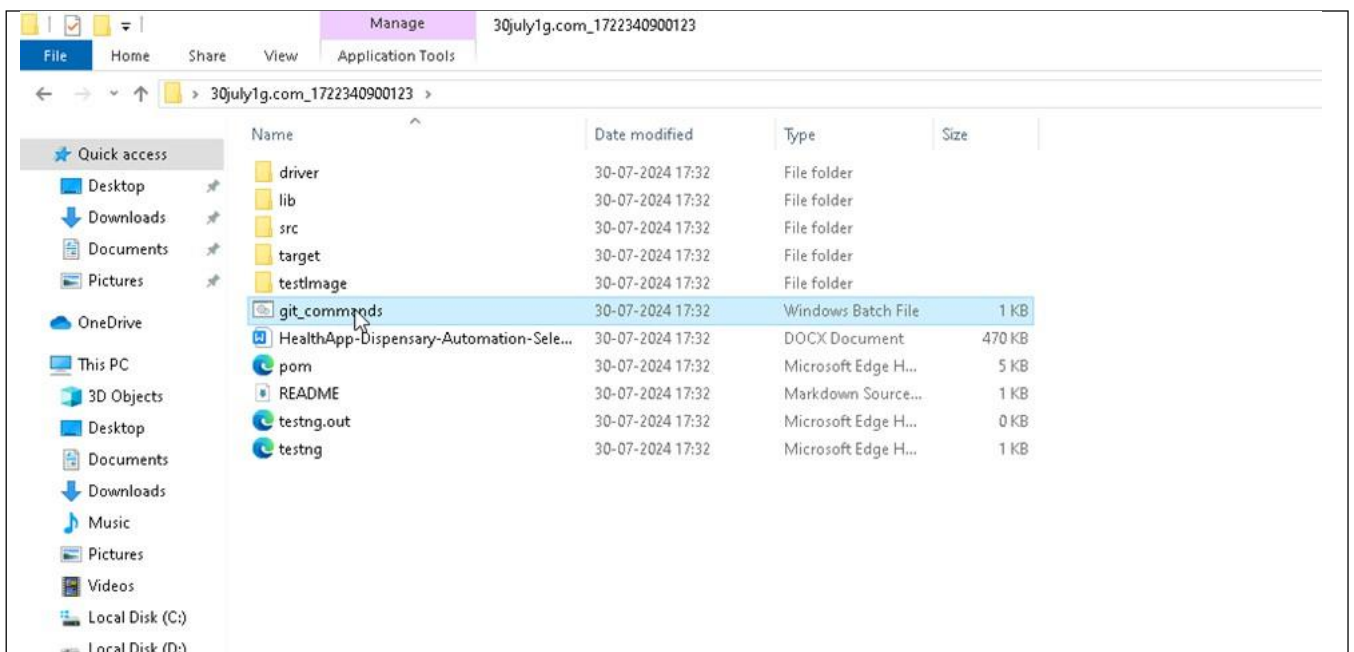 Manage 30july1g.com_1722340900123
File Home Share View Application Tools
30july1g.com_1722340900123
Name Date modified Type Size
Quick access
Desktop
Downloads
Documents
Pictures
OneDrive
This PC
3D Objects
Desktop
Documents
Downloads
Music
Pictures
Videos
Local Disk (C:)
Local Disk (D:)
driver 30-07-2024 17:32 File folder
lib 30-07-2024 17:32 File folder
src 30-07-2024 17:32 File folder
target 30-07-2024 17:32 File folder
testImage 30-07-2024 17:32 File folder
git_commands 30-07-2024 17:32 Windows Batch File 1 KB
HealthApp-Dispensary-Automation-Sele... 30-07-2024 17:32 DOCX Document 470 KB
pom 30-07-2024 17:32 Microsoft Edge H... 5 KB
README 30-07-2024 17:32 Markdown Source... 1 KB
testng.out 30-07-2024 17:32 Microsoft Edge H... 0 KB
testng 30-07-2024 17:32 Microsoft Edge H... 1 KB